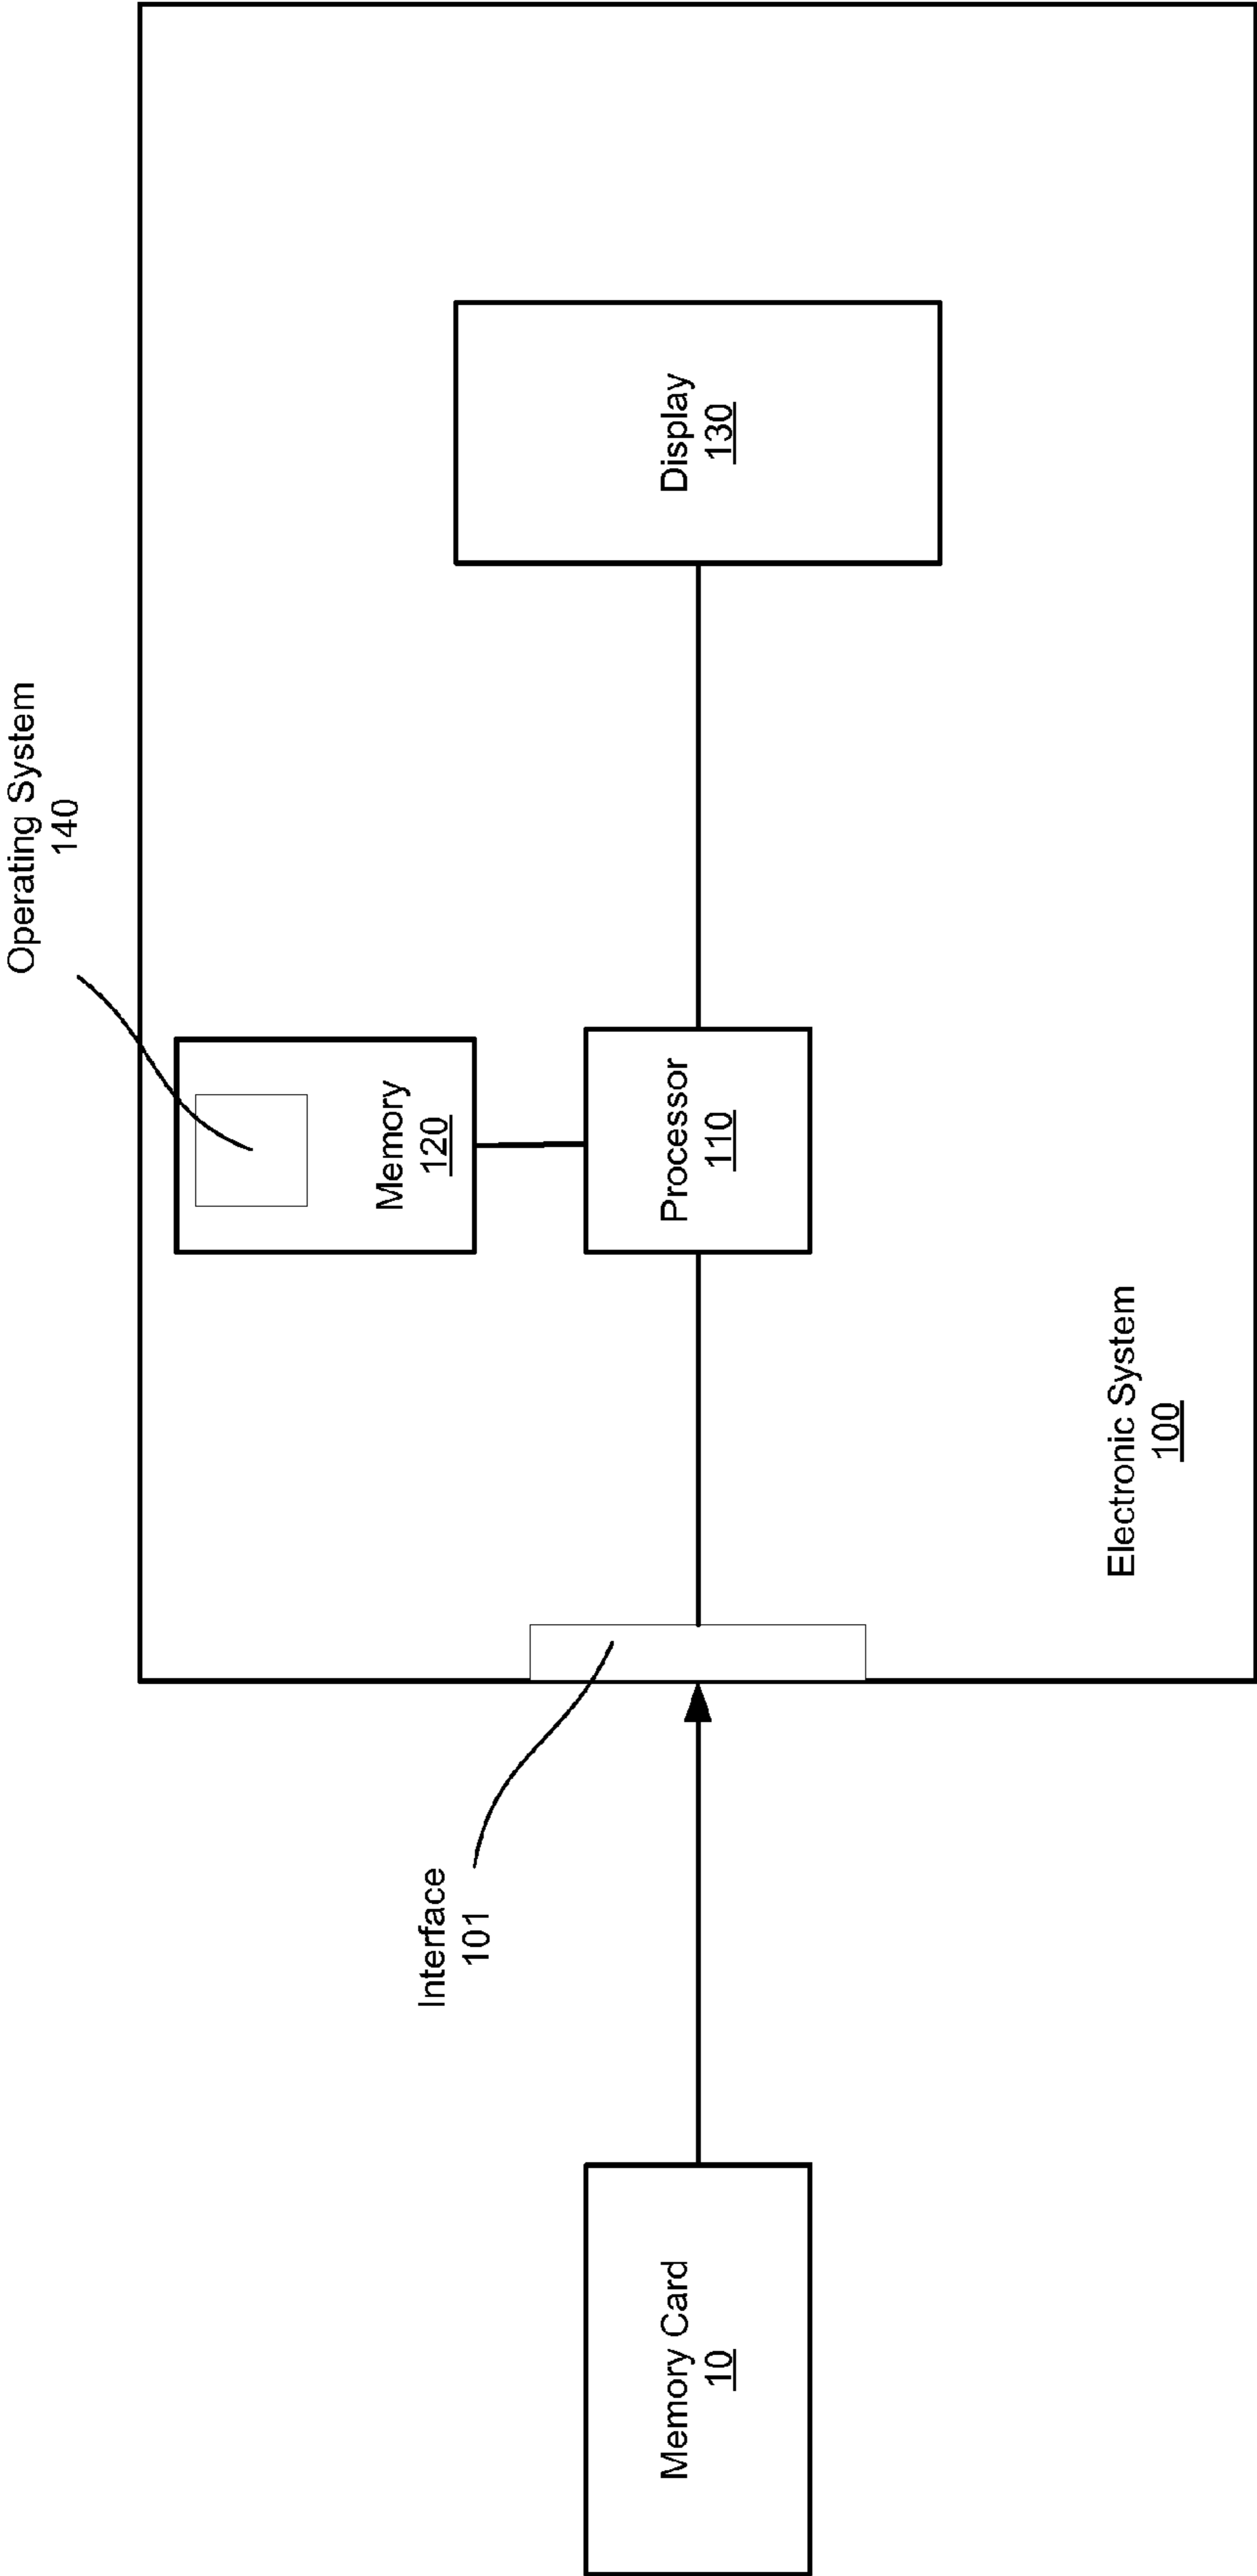 Operating System
140
Memory
120
Interface
101
Memory Card
10
Processor
110
Display
130
Electronic System
100